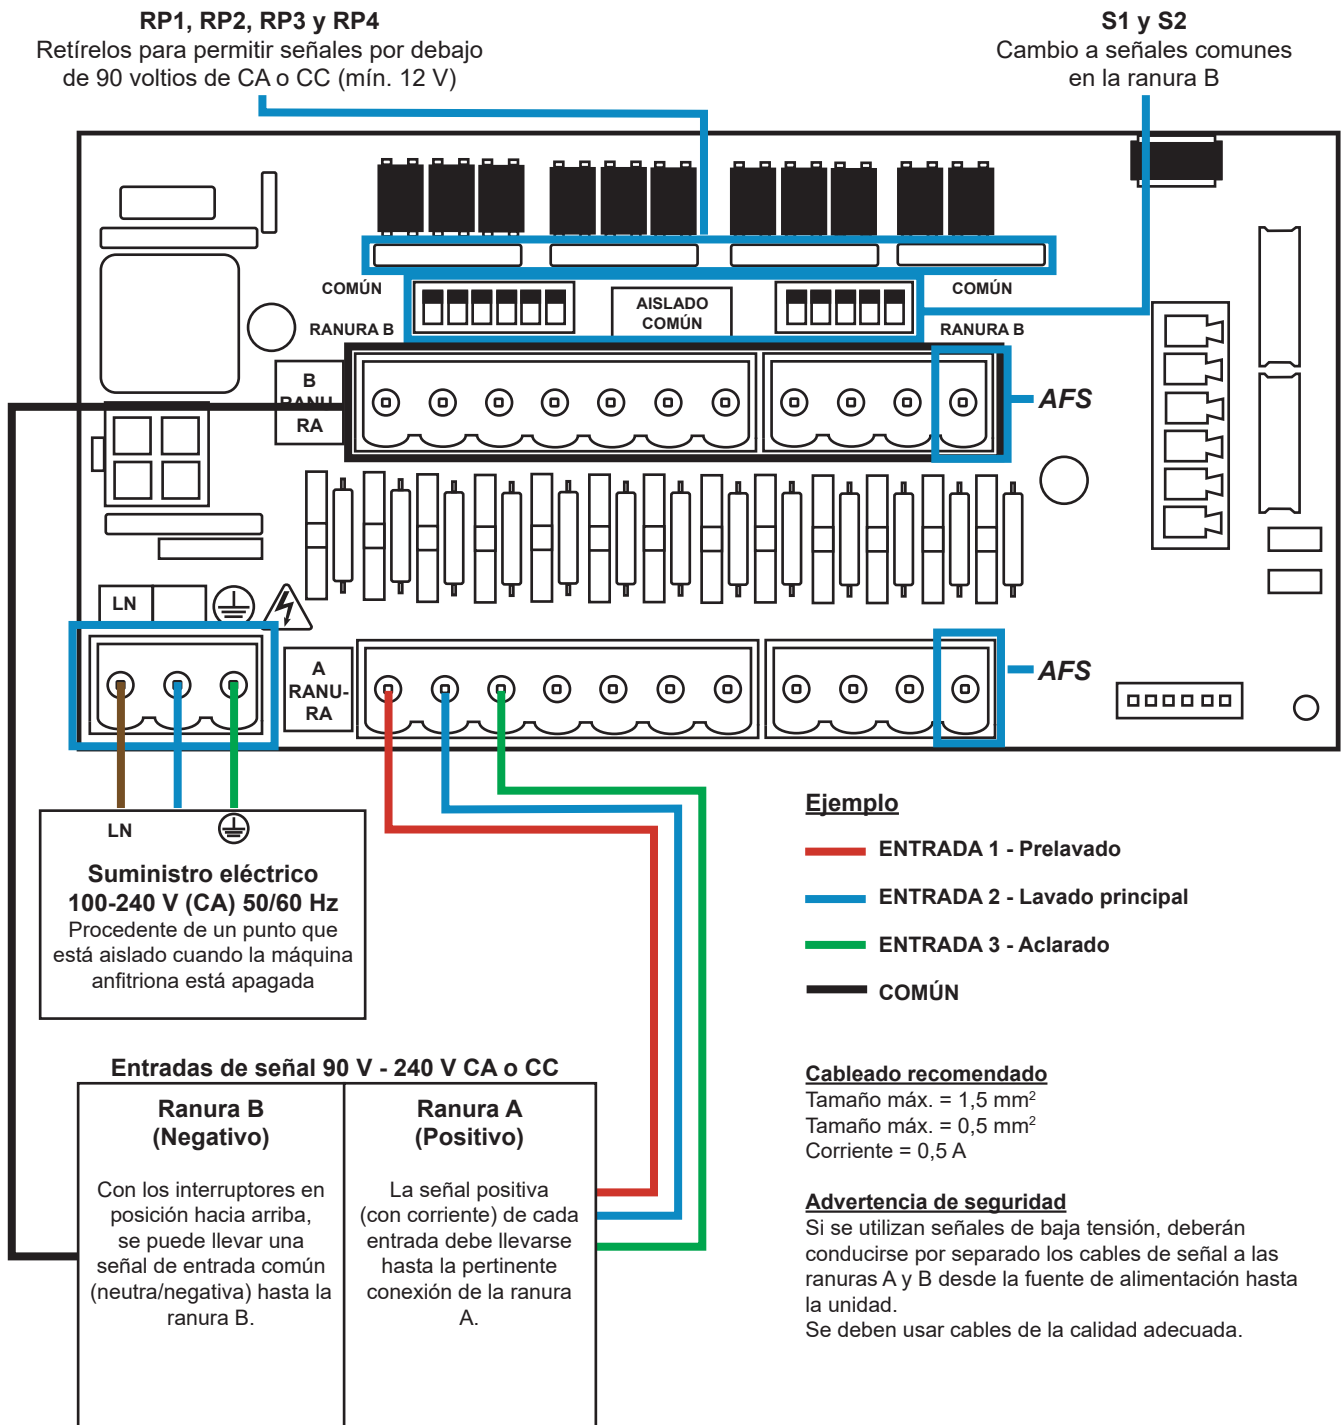 RP1, RP2, RP3 y RP4
Retírelos para permitir señales por debajo
de 90 voltios de CA o CC (mín. 12 V)
S1 y S2
Cambio a señales comunes
en la ranura B
COMÚN
AISLADO
COMÚN
COMÚN
RANURA B
RANURA B
B
RANU-
RA
AFS
LN
A
RANU-
RA
AFS
LN
Suministro eléctrico
100-240 V (CA) 50/60 Hz
Procedente de un punto que
está aislado cuando la máquina
anfitriona está apagada
Ejemplo
ENTRADA 1 - Prelavado
ENTRADA 2 - Lavado principal
ENTRADA 3 - Aclarado
COMÚN
Entradas de señal 90 V - 240 V CA o CC
Ranura B
(Negativo)
Con los interruptores en
posición hacia arriba,
se puede llevar una
señal de entrada común
(neutra/negativa) hasta la
ranura B.
Ranura A
(Positivo)
La señal positiva
(con corriente) de cada
entrada debe llevarse
hasta la pertinente
conexión de la ranura
A.
Cableado recomendado
Tamaño máx. = 1,5 mm²
Tamaño máx. = 0,5 mm²
Corriente = 0,5 A
Advertencia de seguridad
Si se utilizan señales de baja tensión, deberán
conducirse por separado los cables de señal a las
ranuras A y B desde la fuente de alimentación hasta
la unidad.
Se deben usar cables de la calidad adecuada.